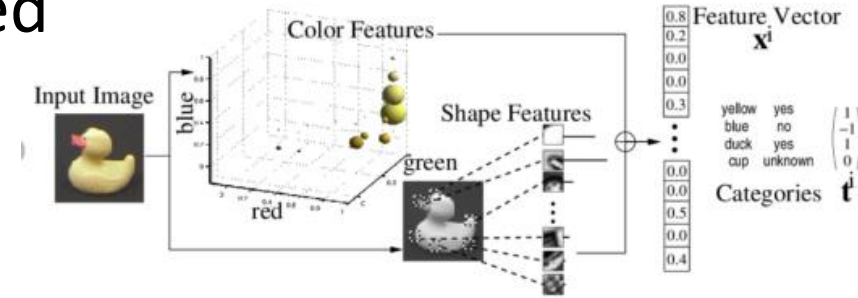 ed
Color Features
Input Image
blue
red
green
Shape Features
0.8
0.2
0.0
0.0
0.3
0.0
0.0
0.5
0.0
0.4
Feature Vector
xⁱ
yellow yes
blue no
duck yes
cup unknown
1
-1
1
0
Categories tⁱ